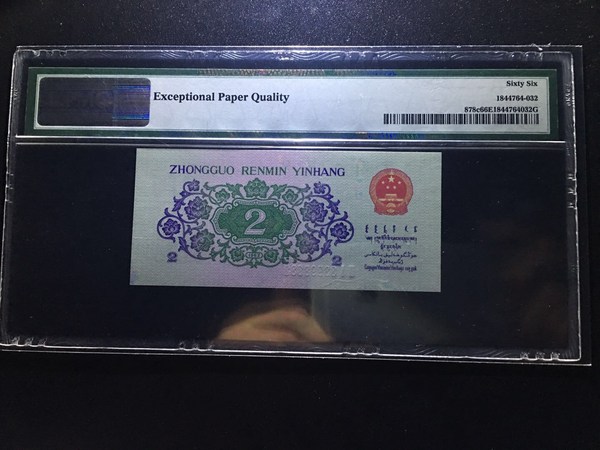 Sixty Six
Exceptional Paper Quality
1844764-032
878c66E1844764032G
ZHONGGUO RENMIN YINHANG
2
2
2